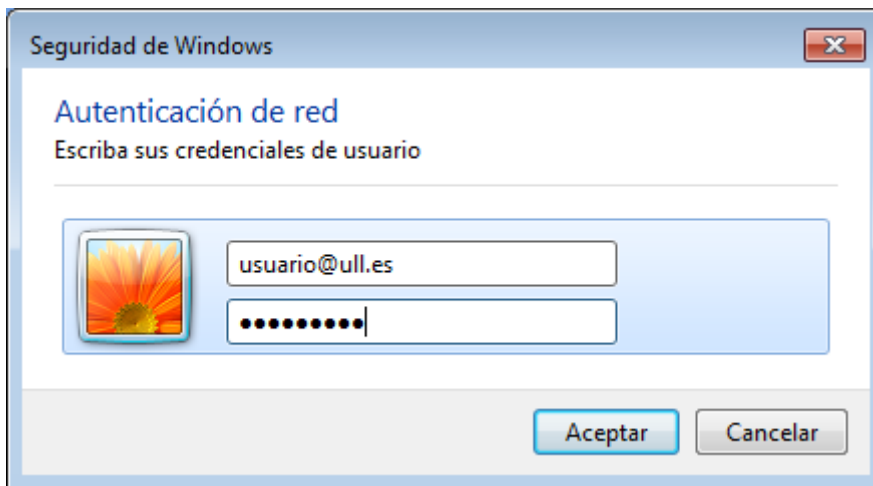 Seguridad de Windows
Autenticación de red
Escriba sus credenciales de usuario
usuario@ull.es
●●●●●●●●●
Aceptar
Cancelar